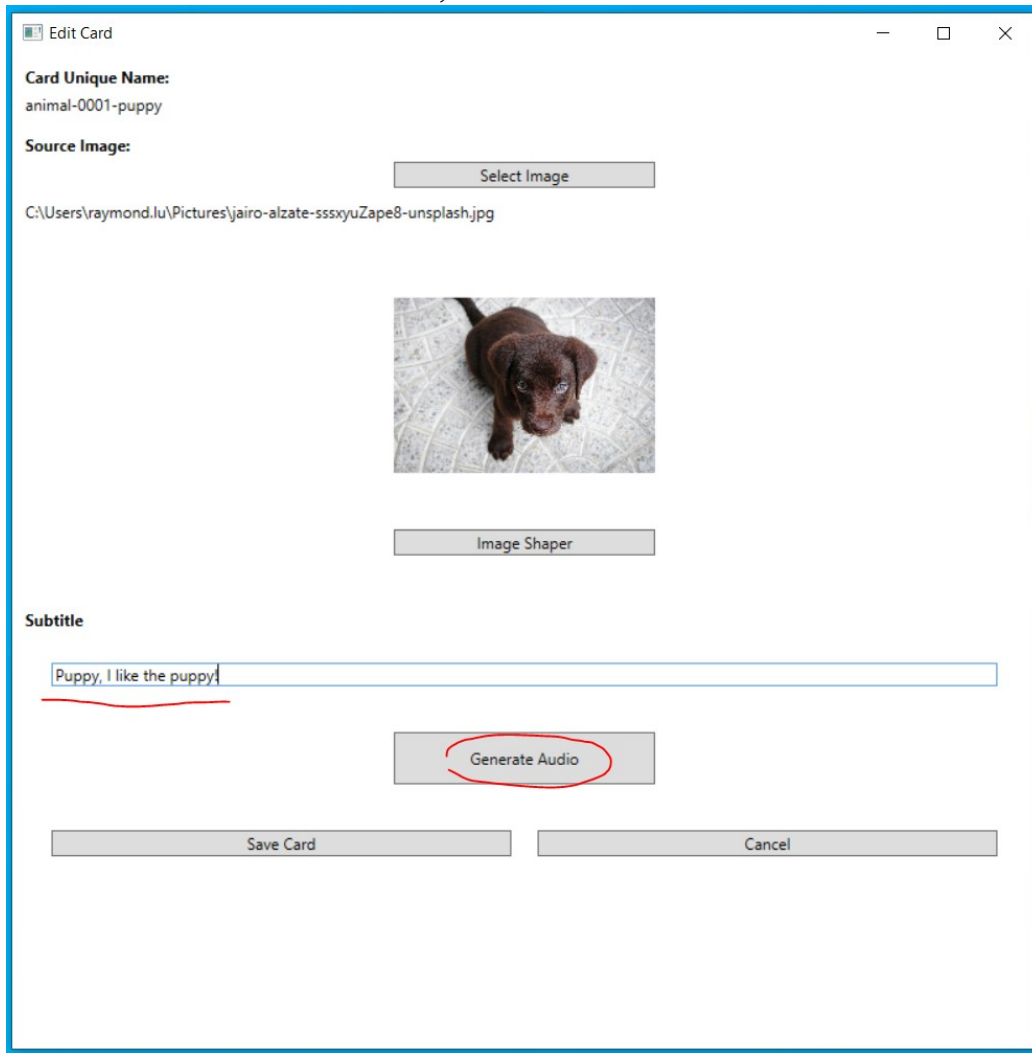 Edit Card
Card Unique Name:
animal-0001-puppy
Source Image:
Select Image
C:\Users\raymond.lu\Pictures\jairo-alzate-sssxyuZape8-unsplash.jpg
Image Shaper
Subtitle
Puppy, I like the puppy!
Generate Audio
Save Card Cancel